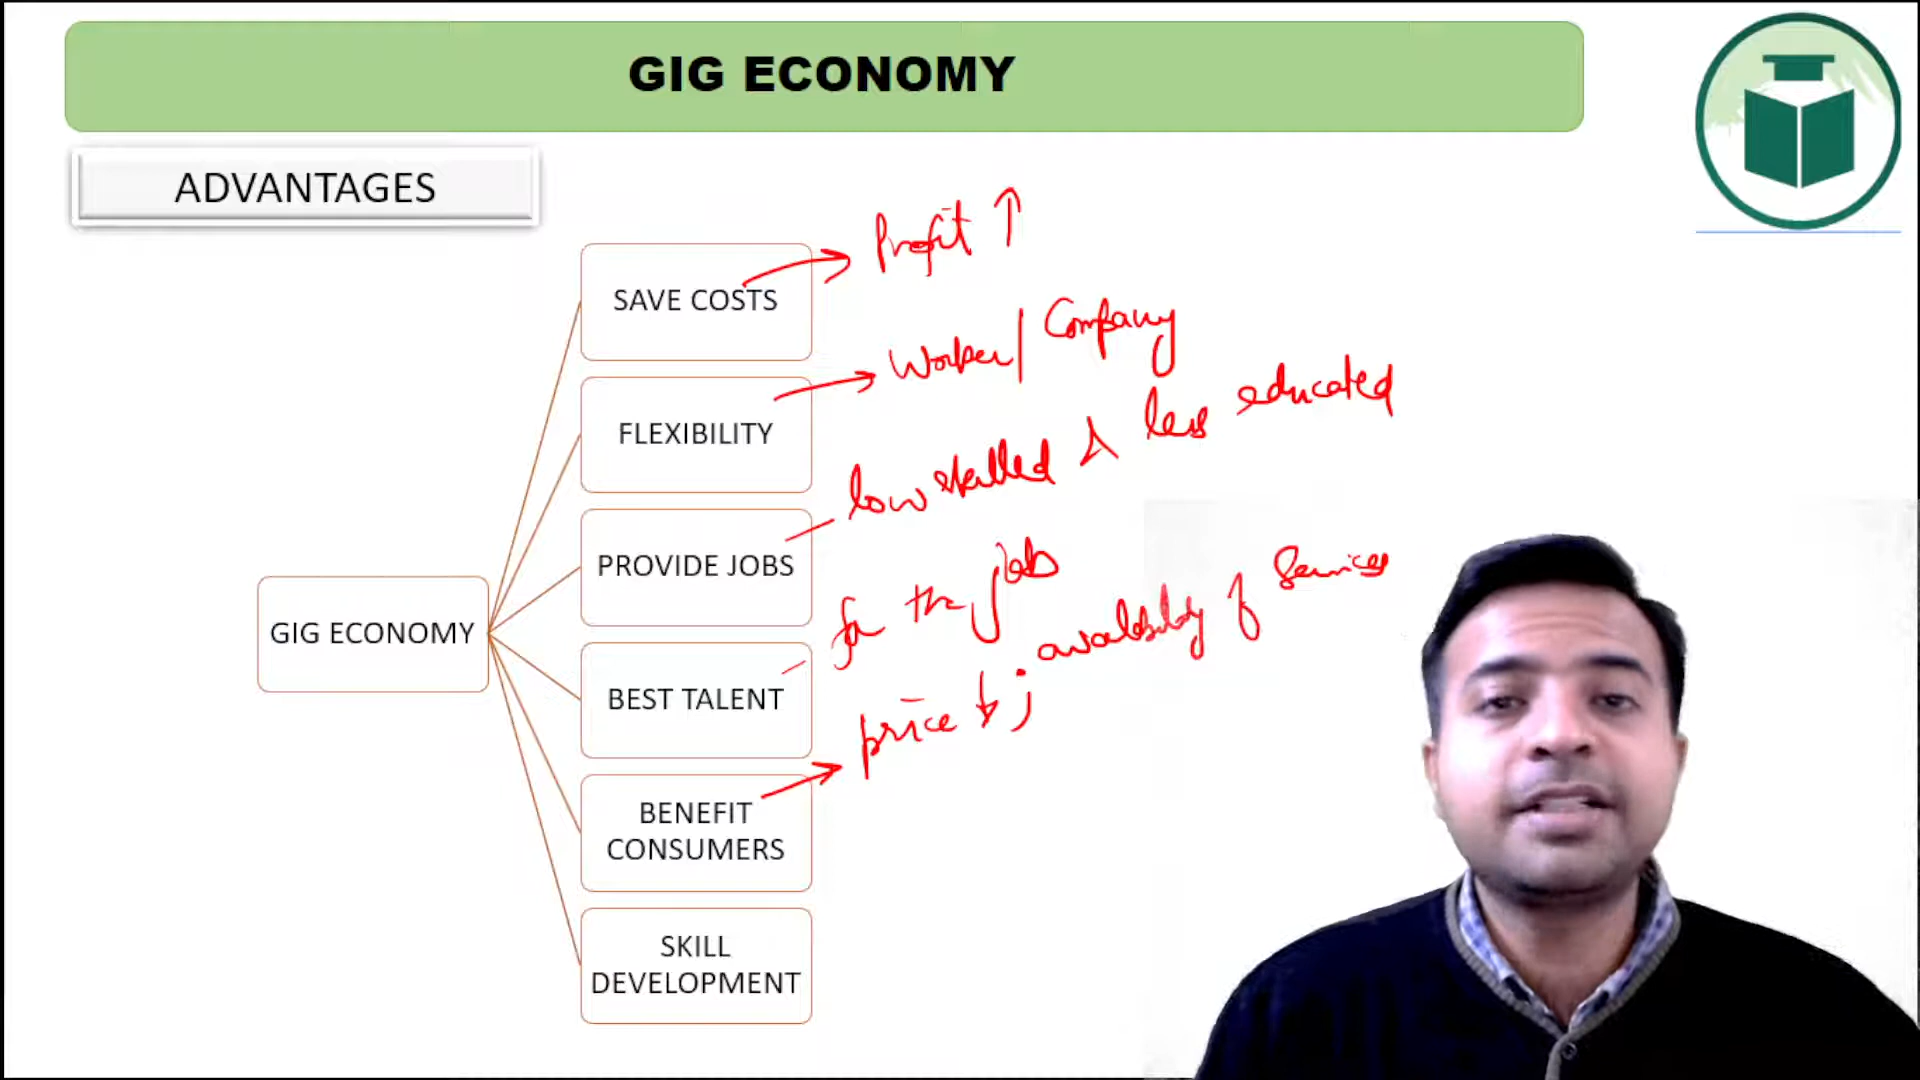 GIG ECONOMY
ADVANTAGES
Profit ↑
SAVE COSTS
Worker/Company
FLEXIBILITY
low skilled & less educated
PROVIDE JOBS
for the job
GIG ECONOMY
BEST TALENT
price ↓; availability of services
BENEFIT
CONSUMERS
SKILL
DEVELOPMENT